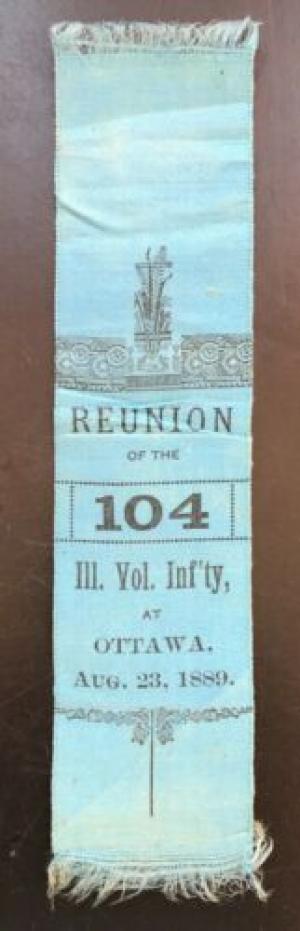 REUNION
OF THE
104
Ill. Vol. Inf'ty,
AT
OTTAWA.
AUG. 23, 1889.